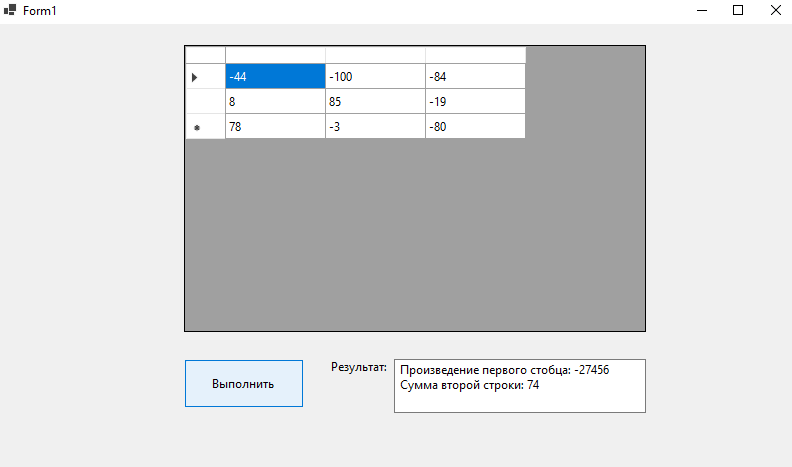 Form1
-44 -100 -84
8 85 -19
78 -3 -80
Выполнить
Результат:
Произведение первого стобца: -27456
Сумма второй строки: 74